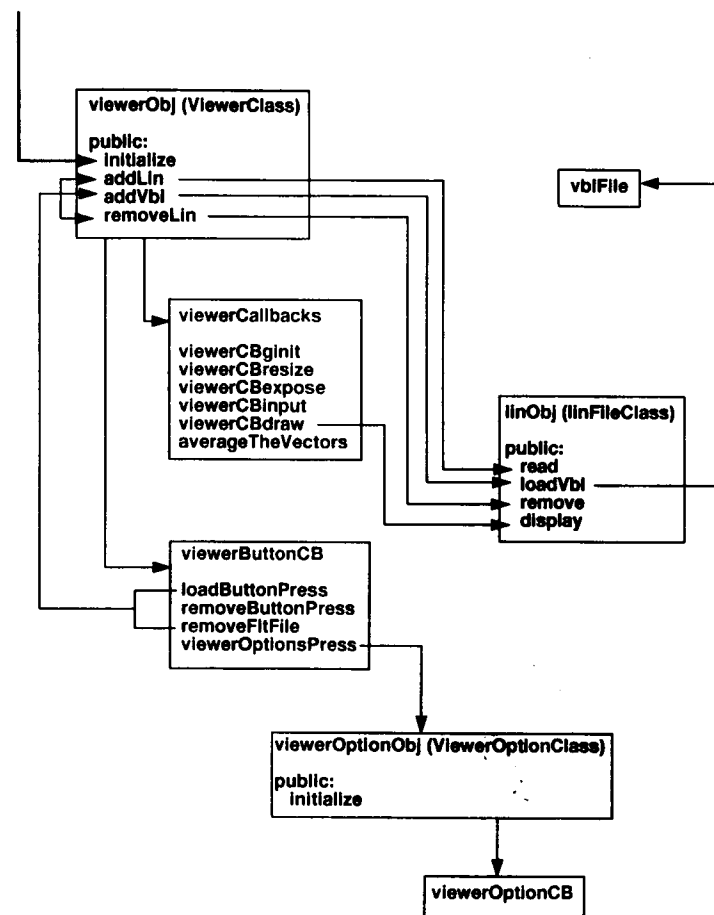 viewerObj (ViewerClass)
public:
initialize
addLin
addVbl
removeLin
vblFile
viewerCallbacks
viewerCBginit
viewerCBresize
viewerCBexpose
viewerCBinput
viewerCBdraw
averageTheVectors
linObj (linFileClass)
public:
read
loadVbl
remove
display
viewerButtonCB
loadButtonPress
removeButtonPress
removeFltFile
viewerOptionsPress
viewerOptionObj (ViewerOptionClass)
public:
initialize
viewerOptionCB